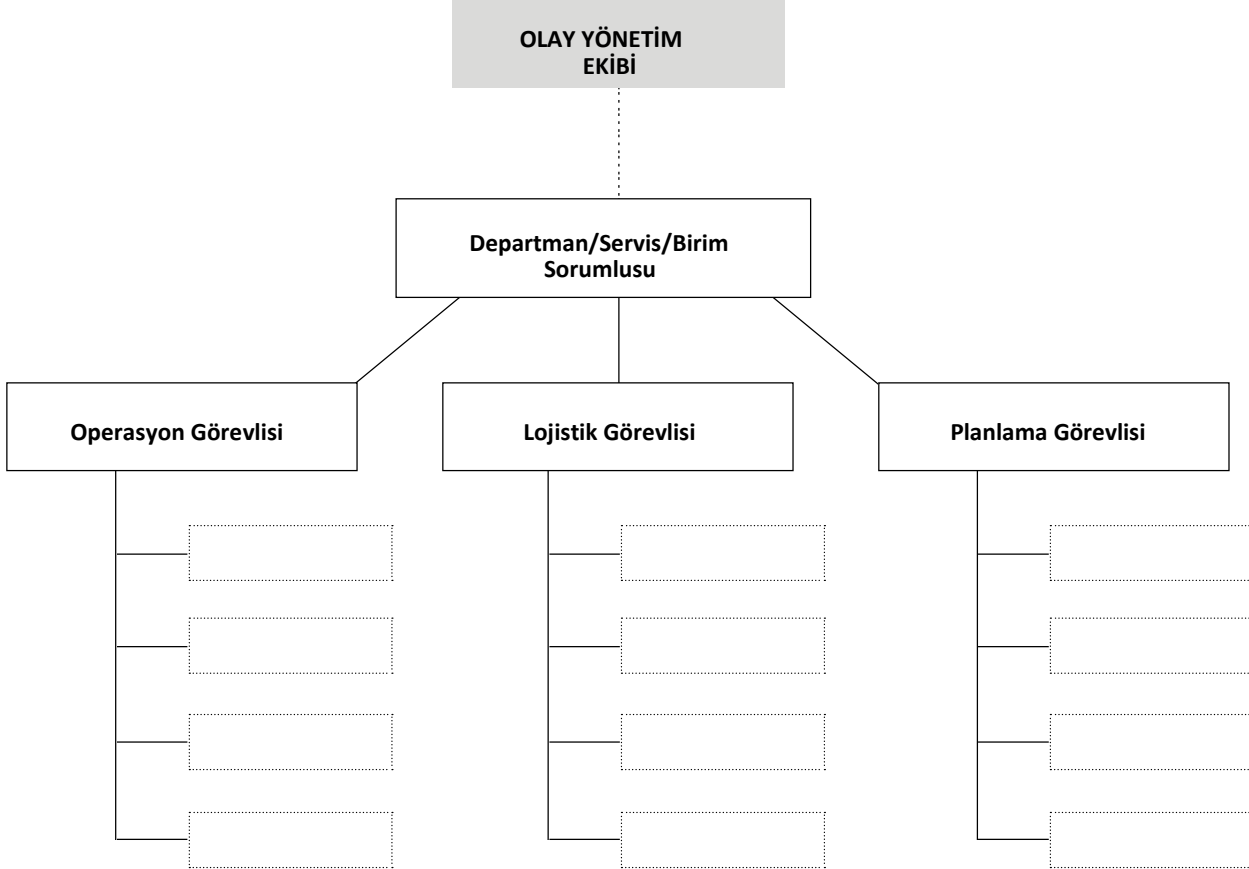 OLAY YÖNETİM
EKİBİ
Departman/Servis/Birim
Sorumlusu
Operasyon Görevlisi
Lojistik Görevlisi
Planlama Görevlisi